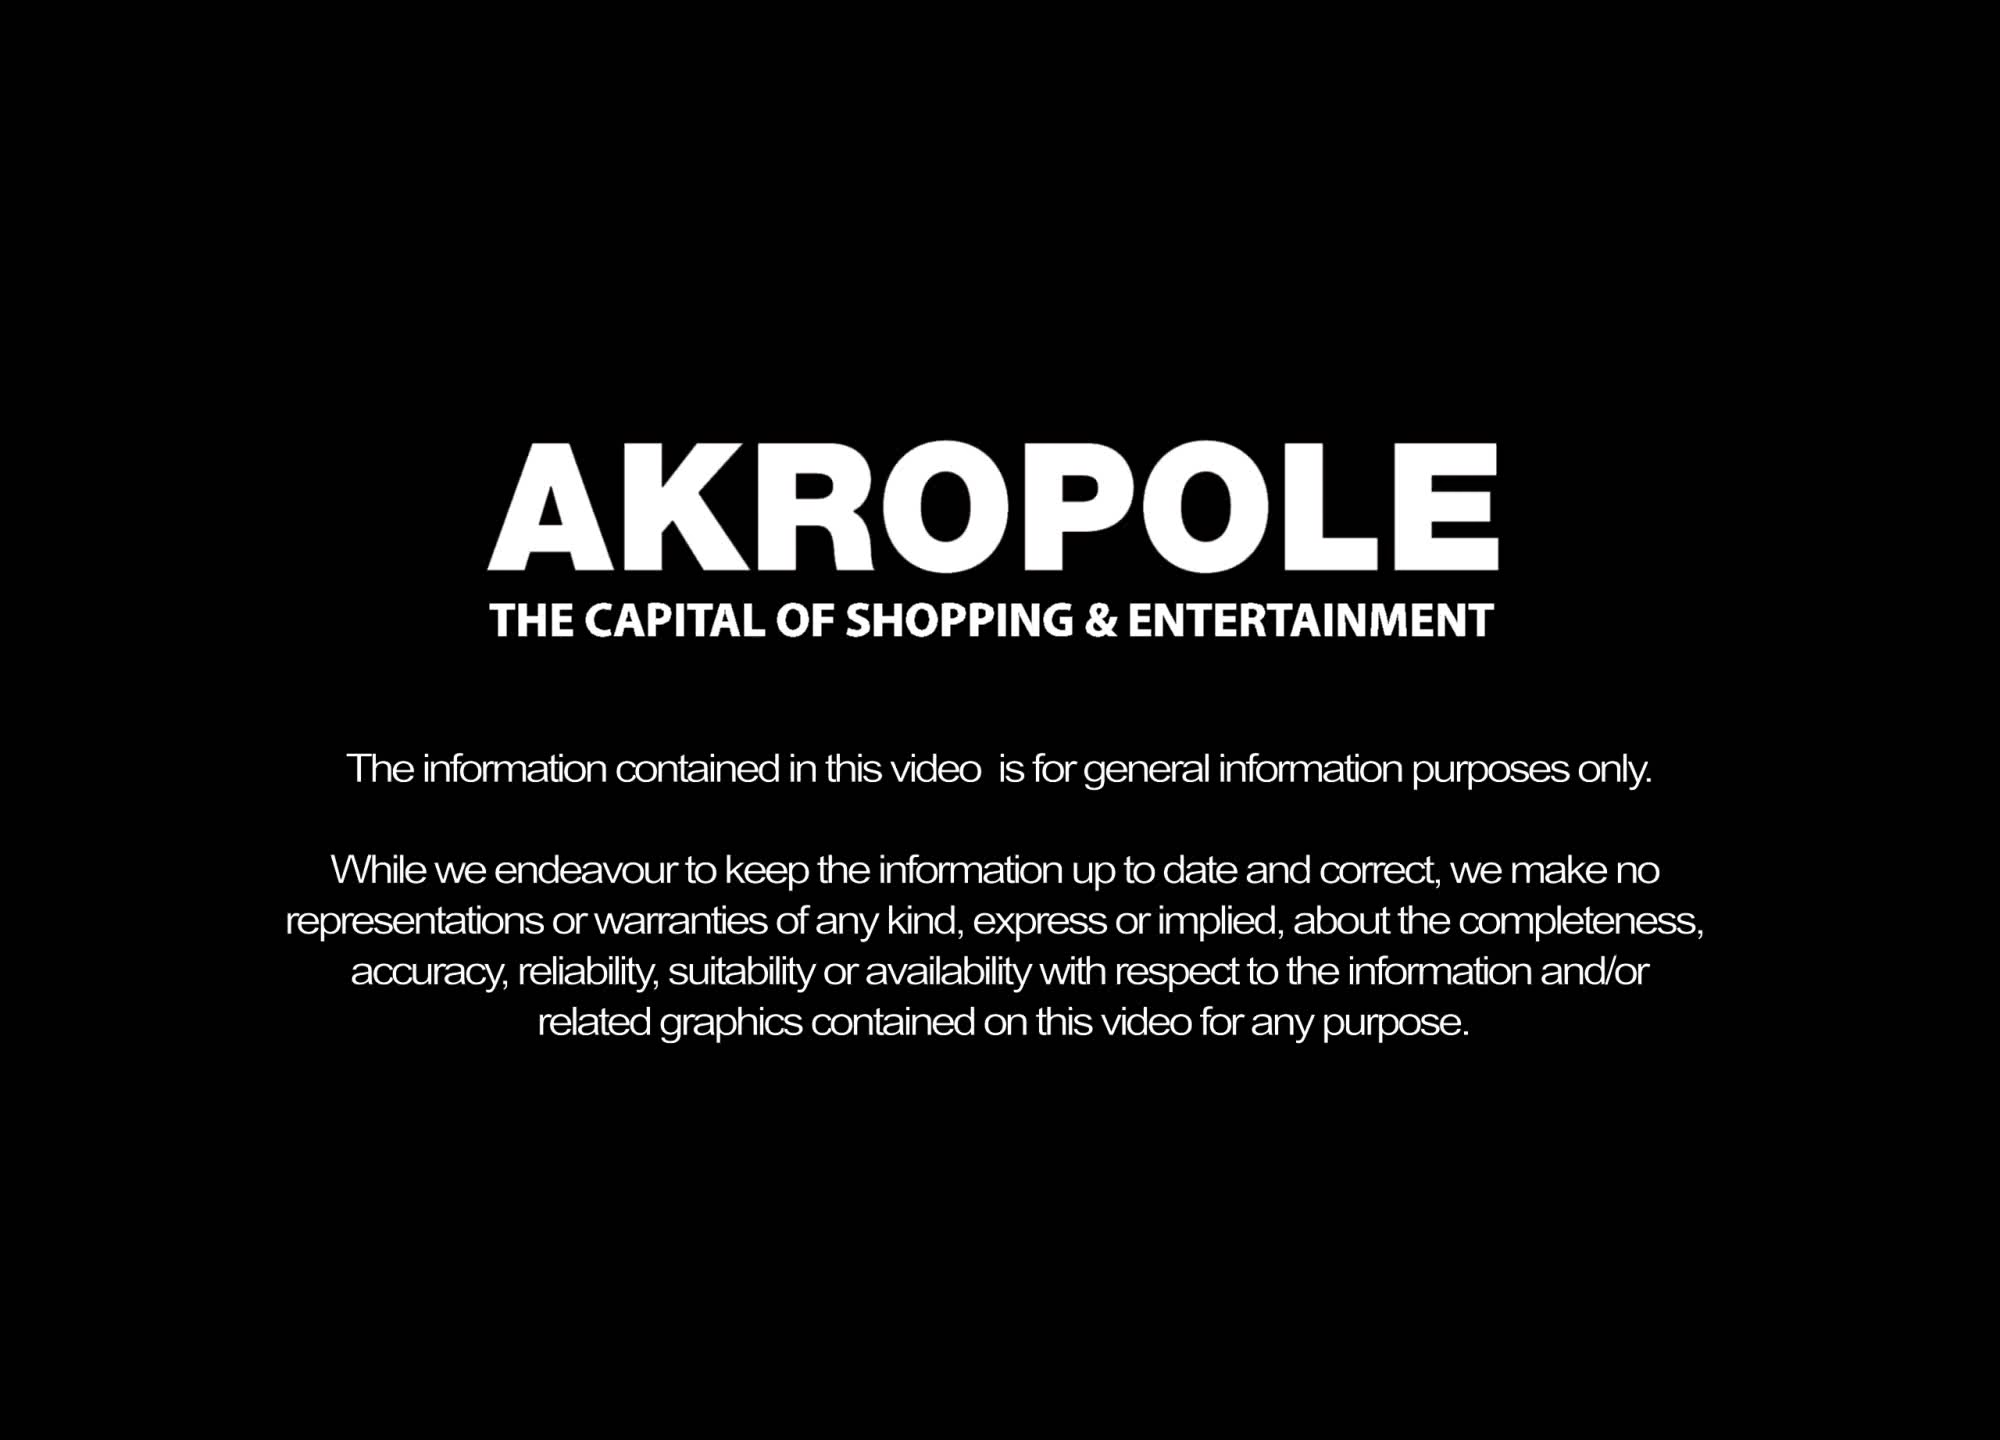 AKROPOLE
THE CAPITAL OF SHOPPING & ENTERTAINMENT
The information contained in this video is for general information purposes only.
While we endeavour to keep the information up to date and correct, we make no
representations or warranties of any kind, express or implied, about the completeness,
accuracy, reliability, suitability or availability with respect to the information and/or
related graphics contained on this video for any purpose.